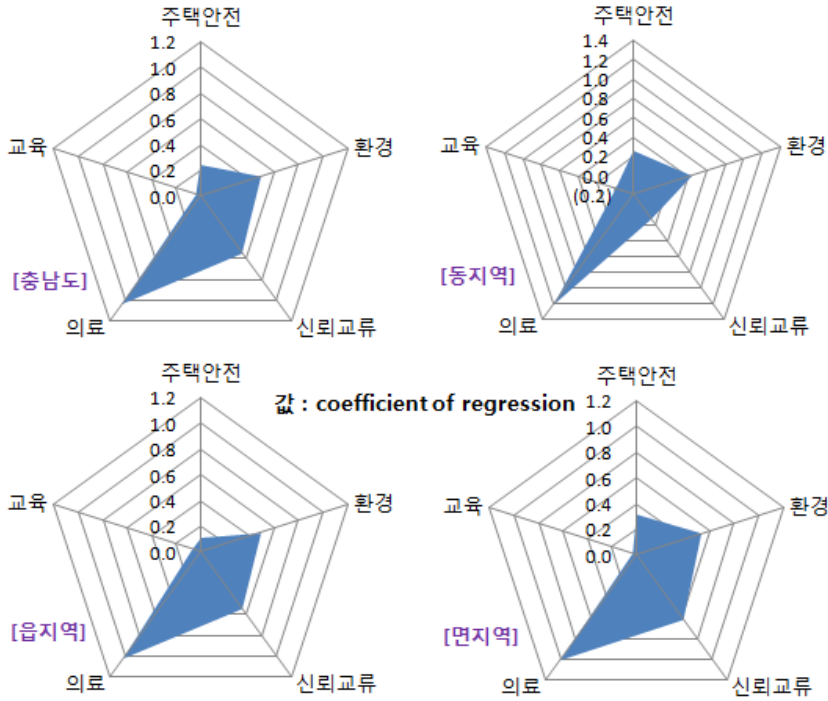 주택안전
1.2
1.0
0.8
0.6
0.4
0.2
0.0
교육
환경
[충남도]
의료
신뢰교류
주택안전
1.4
1.2
1.0
0.8
0.6
0.4
0.2
0.0
(0.2)
교육
환경
[동지역]
의료
신뢰교류
값 : coefficient of regression
주택안전
1.2
1.0
0.8
0.6
0.4
0.2
0.0
교육
환경
[읍지역]
의료
신뢰교류
주택안전
1.2
1.0
0.8
0.6
0.4
0.2
0.0
교육
환경
[면지역]
의료
신뢰교류